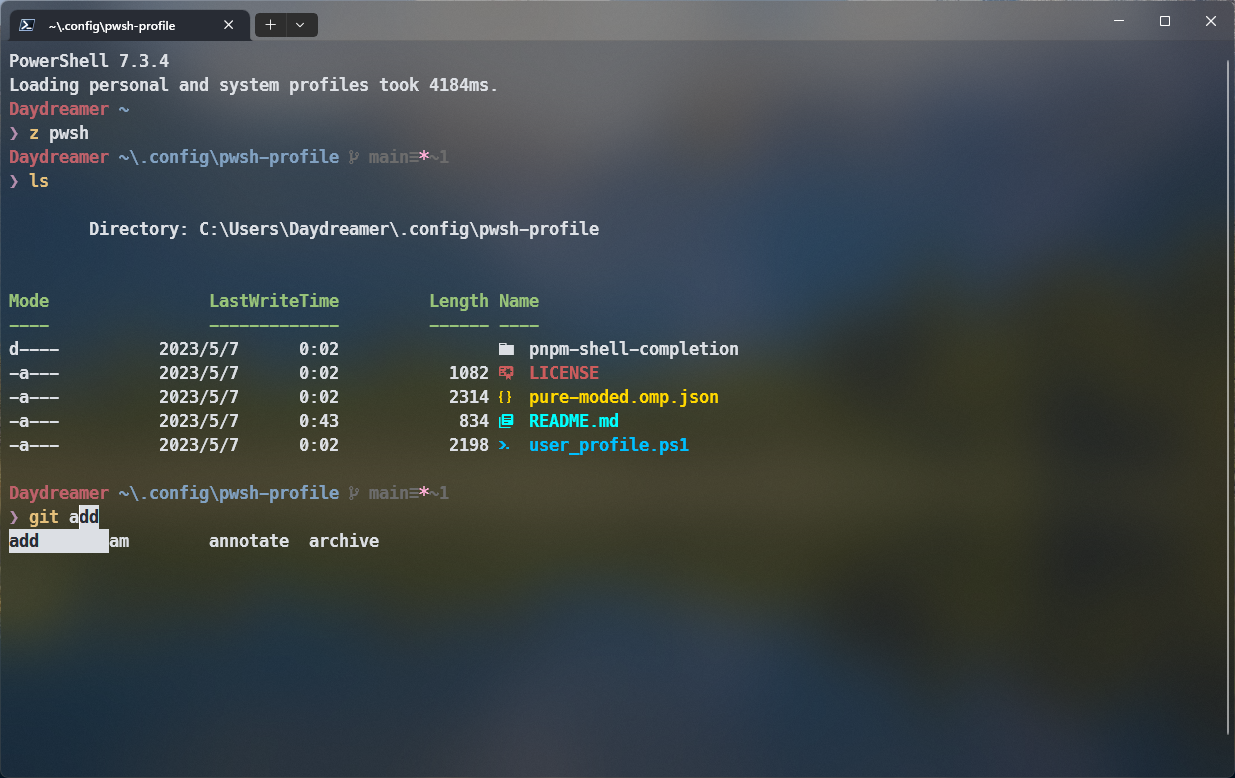 ~\.config\pwsh-profile
PowerShell 7.3.4
Loading personal and system profiles took 4184ms.
Daydreamer ~
❯ z pwsh
Daydreamer ~\.config\pwsh-profile main≡*~1
❯ ls
Directory: C:\Users\Daydreamer\.config\pwsh-profile
Mode LastWriteTime Length Name
---- ------------- ------ ----
d---- 2023/5/7 0:02 pnpm-shell-completion
-a--- 2023/5/7 0:02 1082 LICENSE
-a--- 2023/5/7 0:02 2314 {} pure-moded.omp.json
-a--- 2023/5/7 0:43 834 README.md
-a--- 2023/5/7 0:02 2198 user_profile.ps1
Daydreamer ~\.config\pwsh-profile main≡*~1
❯ git add
add am annotate archive